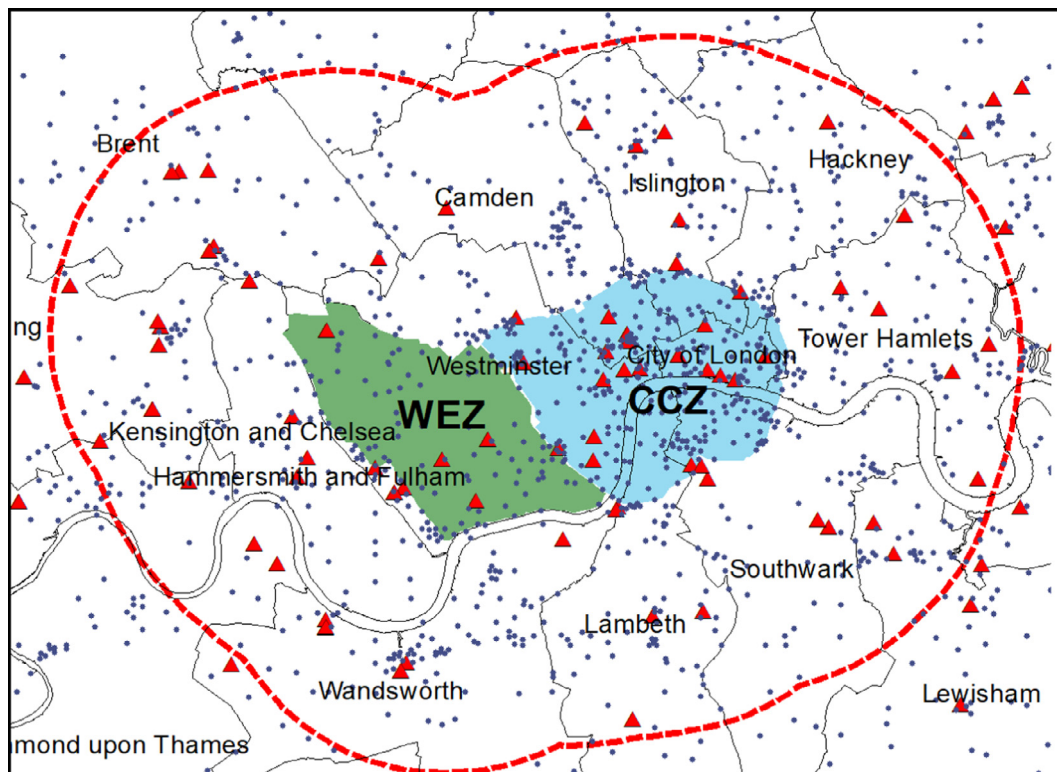 Brent
Hackney
Islington
Camden
ng
Tower Hamlets
City of London
Westminster
WEZ
CCZ
Kensington and Chelsea
Hammersmith and Fulham
Southwark
Lambeth
Wandsworth
Lewisham
mmond upon Thames